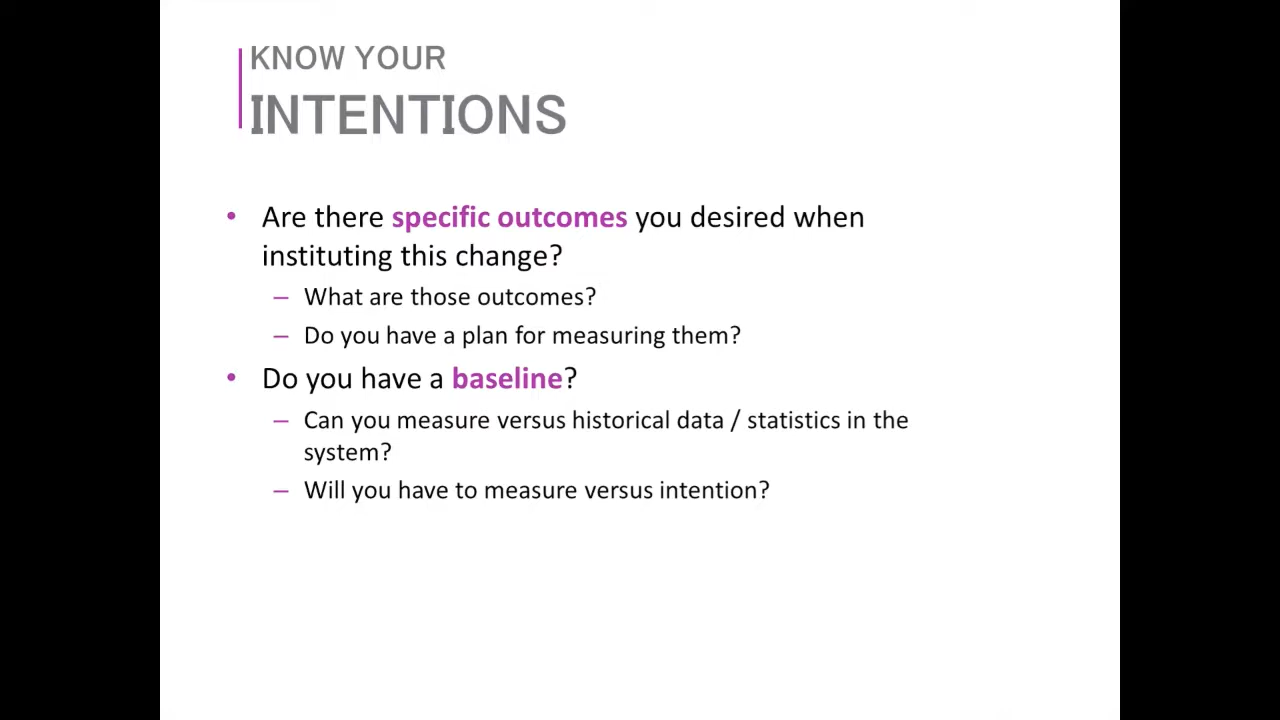 KNOW YOUR
INTENTIONS
• Are there specific outcomes you desired when
instituting this change?
– What are those outcomes?
– Do you have a plan for measuring them?
• Do you have a baseline?
– Can you measure versus historical data / statistics in the
system?
– Will you have to measure versus intention?